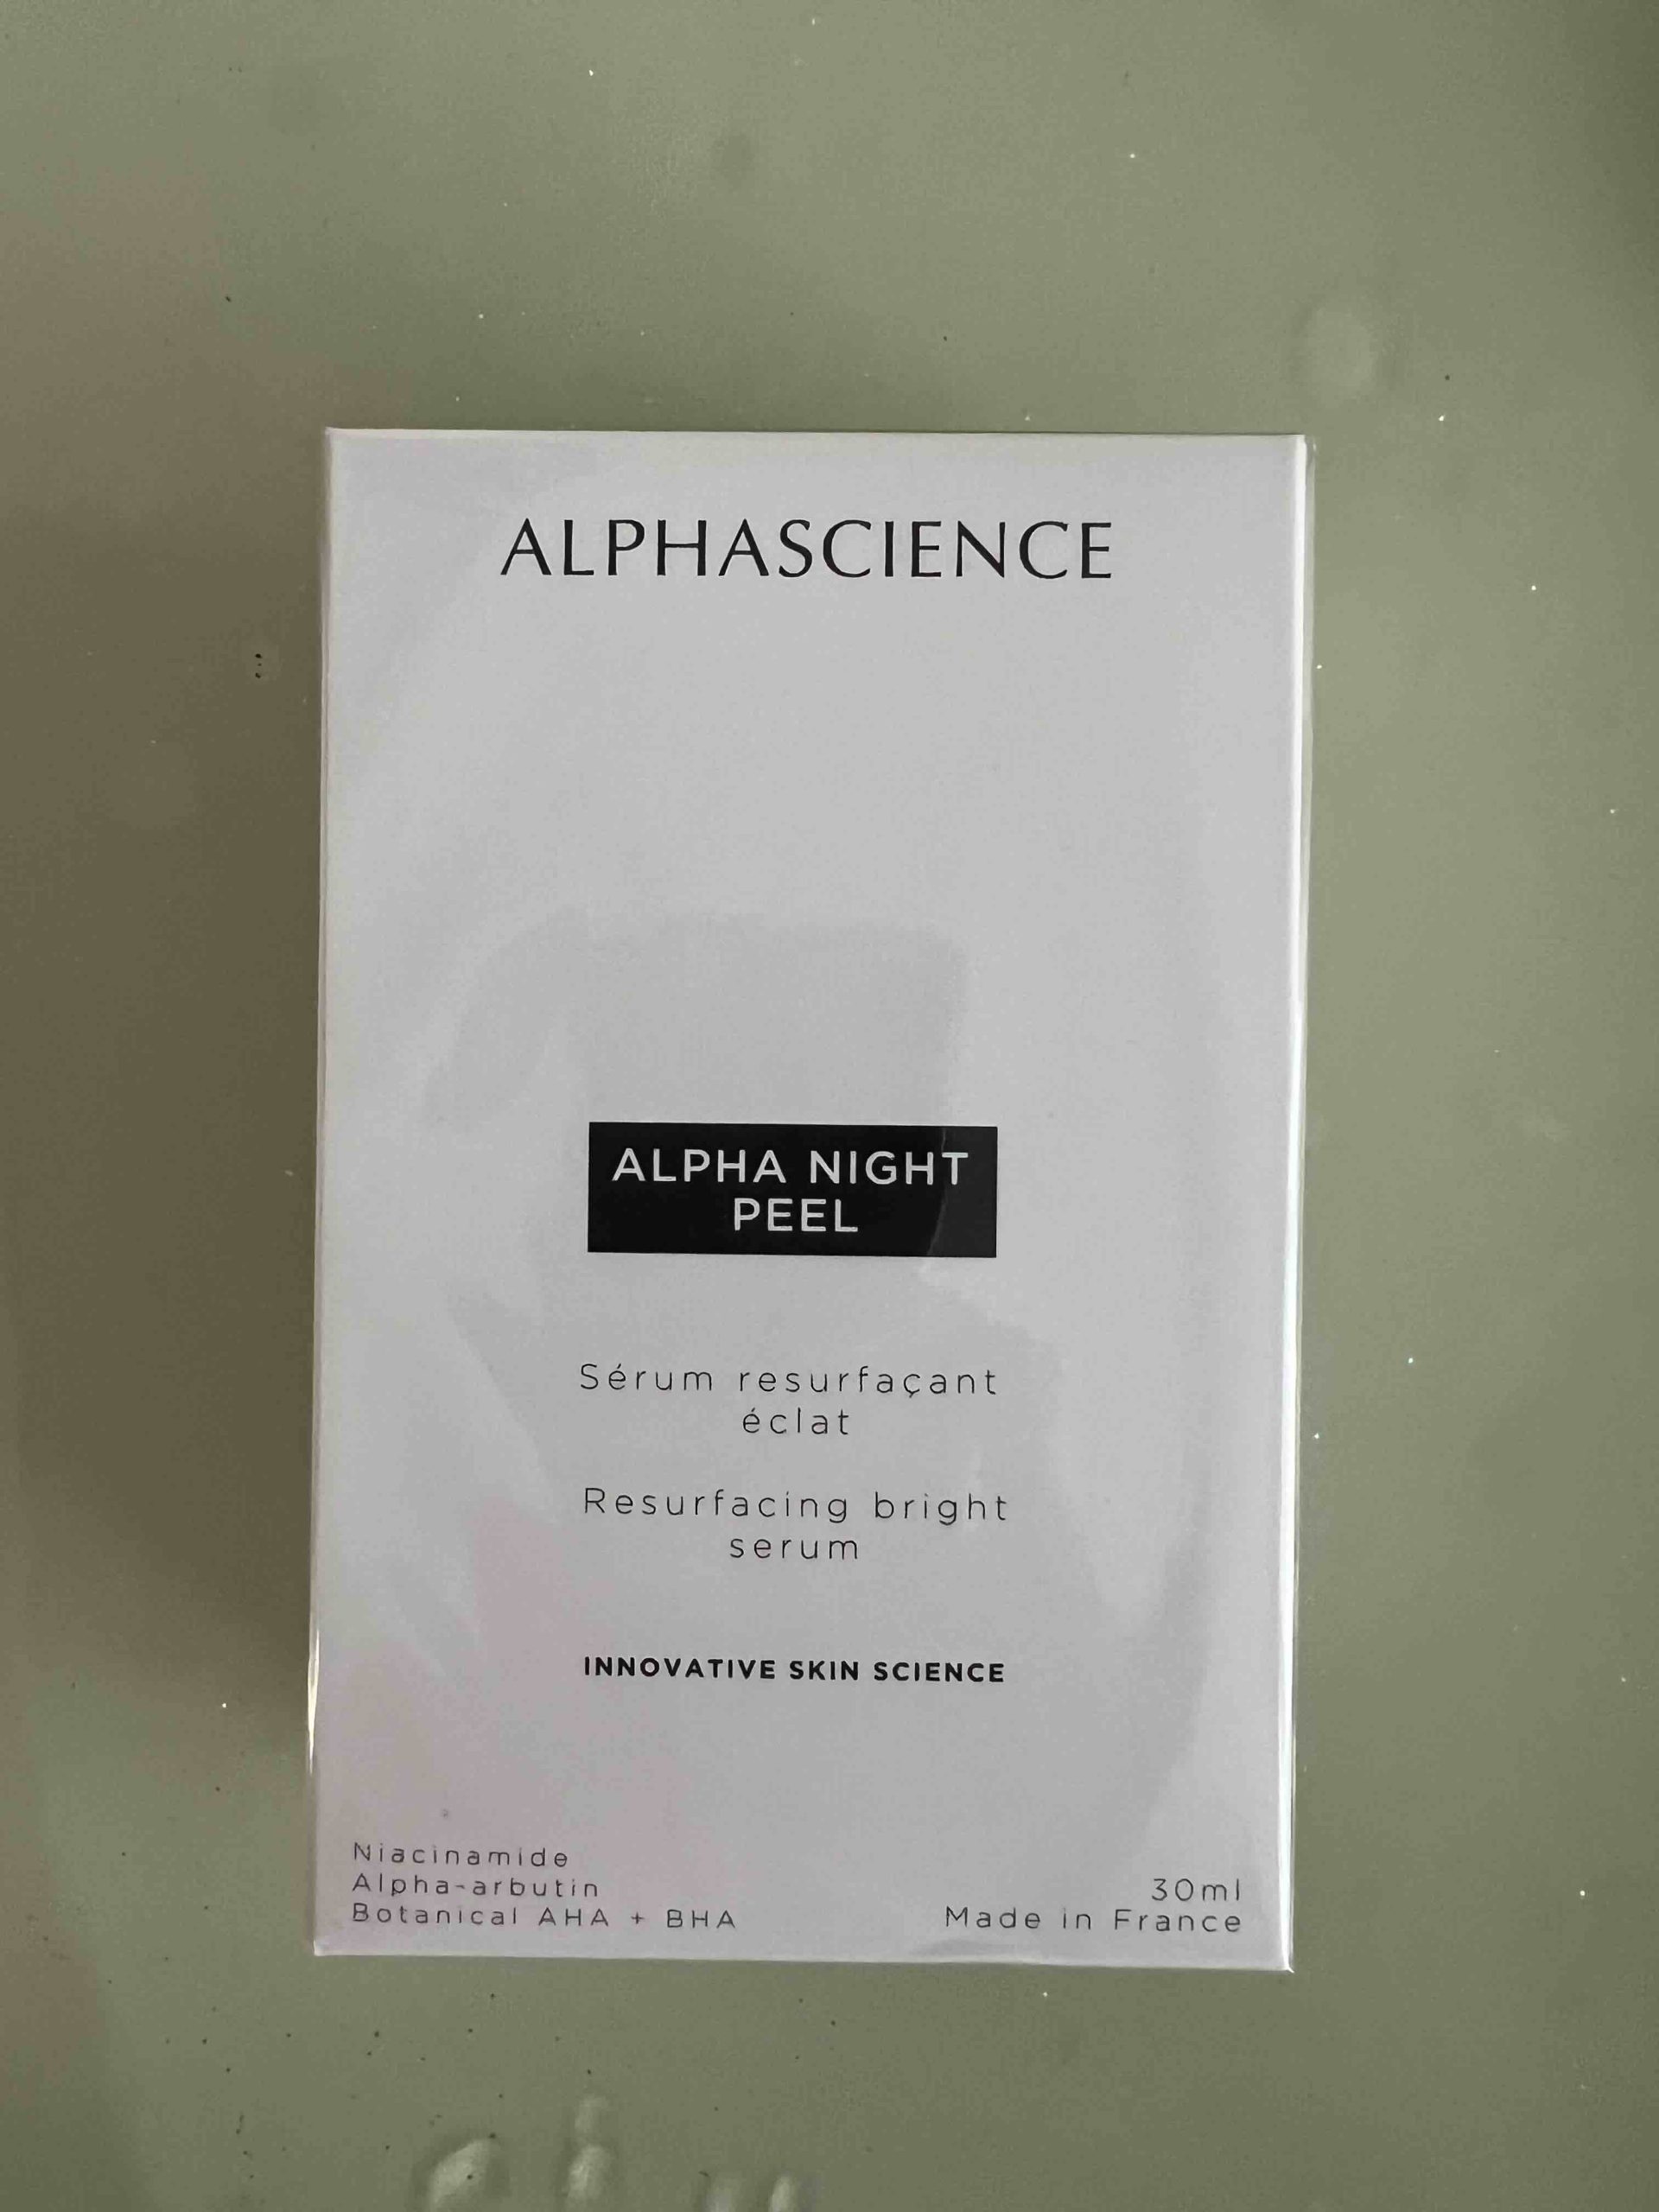 ALPHASCIENCE
ALPHA NIGHT
PEEL
Sérum resurfaçant
éclat
Resurfacing bright
serum
INNOVATIVE SKIN SCIENCE
Niacinamide
Alpha-arbutin
Botanical AHA + BHA
30ml
Made in France